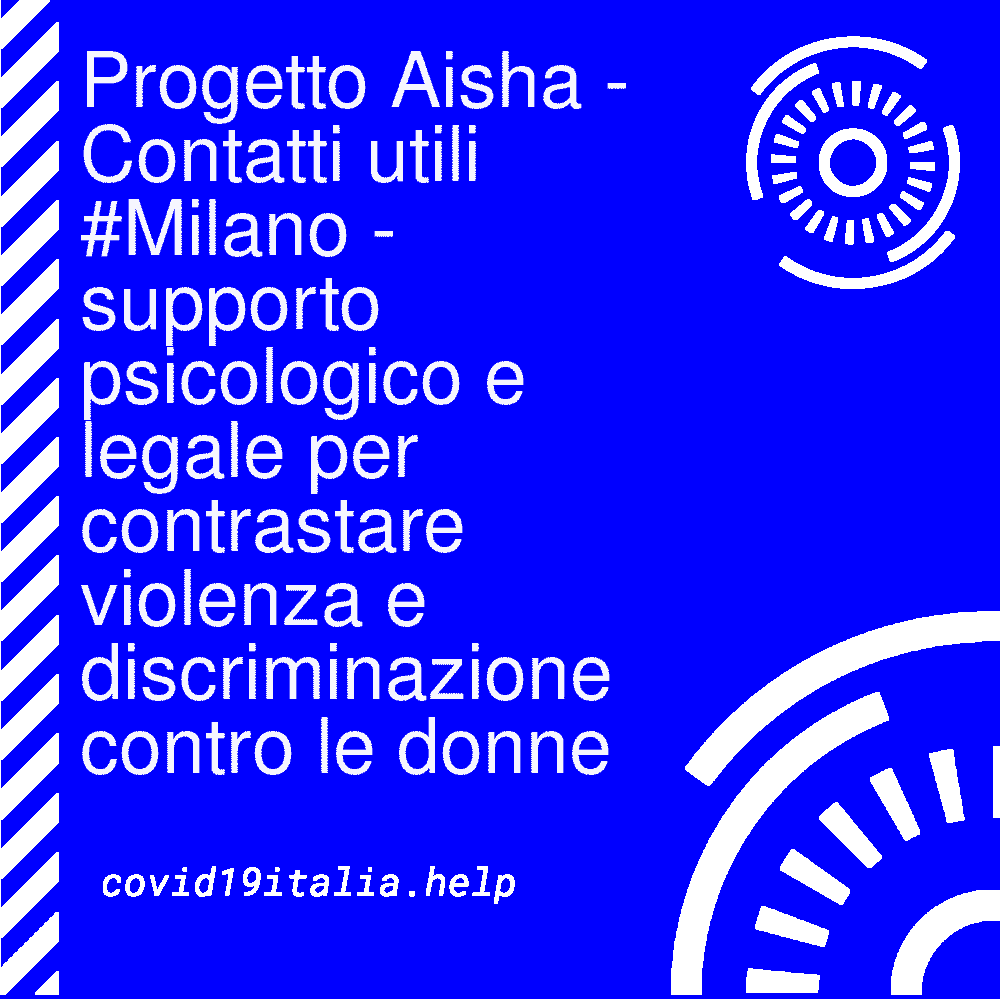 Progetto Aisha -
Contatti utili
#Milano -
supporto
psicologico e
legale per
contrastare
violenza e
discriminazione
contro le donne
covid19italia.help